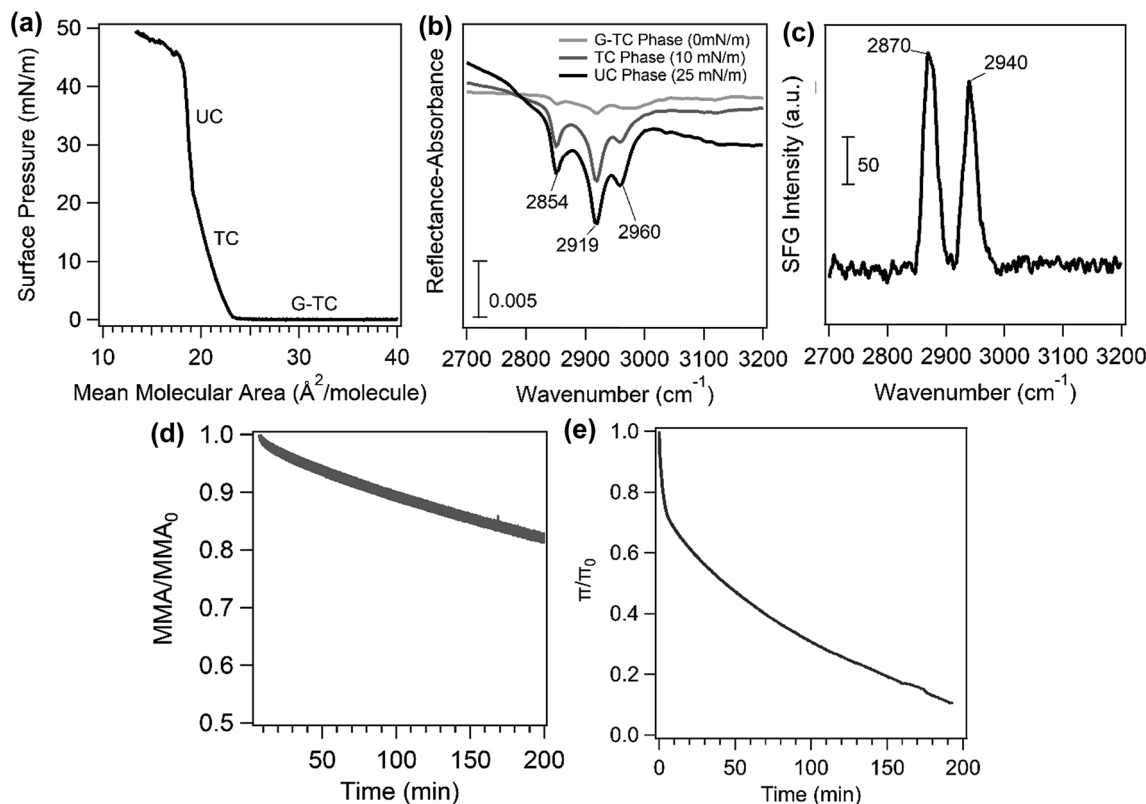 (a)
50
40
30
20
10
0
Surface Pressure (mN/m)
UC
TC
G-TC
10
20
30
40
Mean Molecular Area (Å²/molecule)
(b)
G-TC Phase (0mN/m)
TC Phase (10 mN/m)
UC Phase (25 mN/m)
Reflectance-Absorbance
2854
2919
2960
0.005
2700
2800
2900
3000
3100
3200
Wavenumber (cm⁻¹)
(c)
2870
2940
SFG Intensity (a.u.)
50
2700
2800
2900
3000
3100
3200
Wavenumber (cm⁻¹)
(d)
1.0
0.9
0.8
0.7
0.6
0.5
MMA/MMA₀
50
100
150
200
Time (min)
(e)
1.0
0.8
0.6
0.4
0.2
0.0
π/π₀
0
50
100
150
200
Time (min)